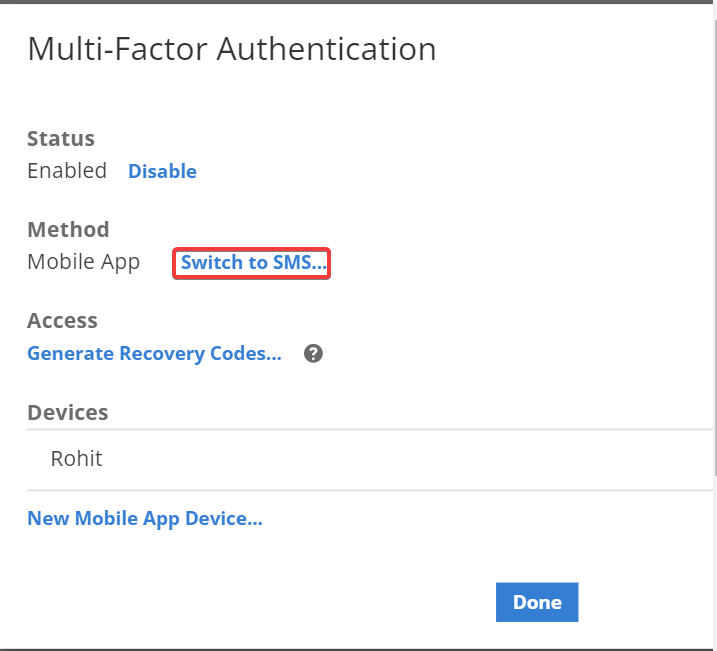 Multi-Factor Authentication
Status
Enabled Disable
Method
Mobile App Switch to SMS...
Access
Generate Recovery Codes... ?
Devices
Rohit
New Mobile App Device...
Done